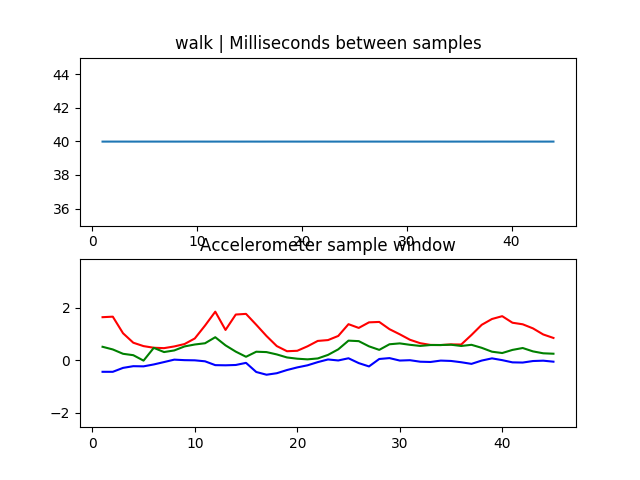 walk | Milliseconds between samples
44
42
40
38
36
0 10 20 30 40
Accelerometer sample window
2
0
−2
0 10 20 30 40